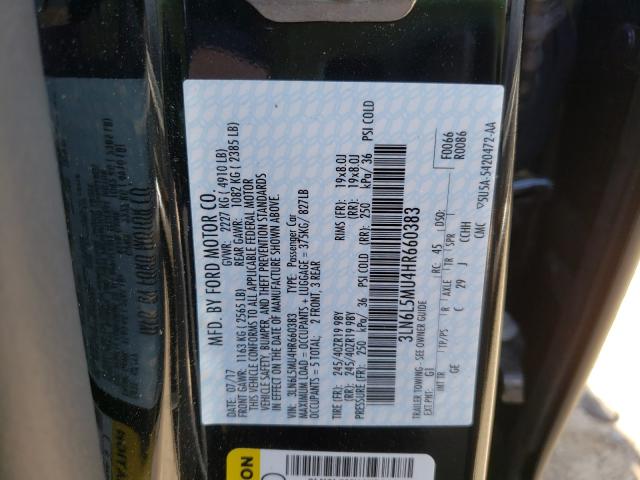 MFD. BY FORD MOTOR CO.
DATE: 07/17 GVWR: 2227 KG ( 4910 LB)
FRONT GAWR: 1163 KG ( 2565 LB) REAR GAWR: 1082 KG ( 2385 LB)
THIS VEHICLE CONFORMS TO ALL APPLICABLE FEDERAL MOTOR
VEHICLE SAFETY, BUMPER, AND THEFT PREVENTION STANDARDS
IN EFFECT ON THE DATE OF MANUFACTURE SHOWN ABOVE.
VIN: 3LN6L5MU4HR660383 TYPE: Passenger Car
MAXIMUM LOAD = OCCUPANTS + LUGGAGE = 375KG/ 827LB
OCCUPANTS = 5 TOTAL: 2 FRONT, 3 REAR
TIRE (FR): 245/40ZR19 98Y RIMS (FR): 19x8.0J
(RR): 245/40ZR19 98Y (RR): 19x8.0J
PRESSURE (FR): 250 kPa/ 36 PSI COLD (RR): 250 kPa/ 36 PSI COLD
3LN6L5MU4HR660383
TRAILER TOWING - SEE OWNER GUIDE
F0066
R0086
EXT PNT: G1 RC: 45 DSO:
INT TR TP/PS R AXLE TR SPR
GE C 29 J CCHH
CMC 5U5A-5420472-AA